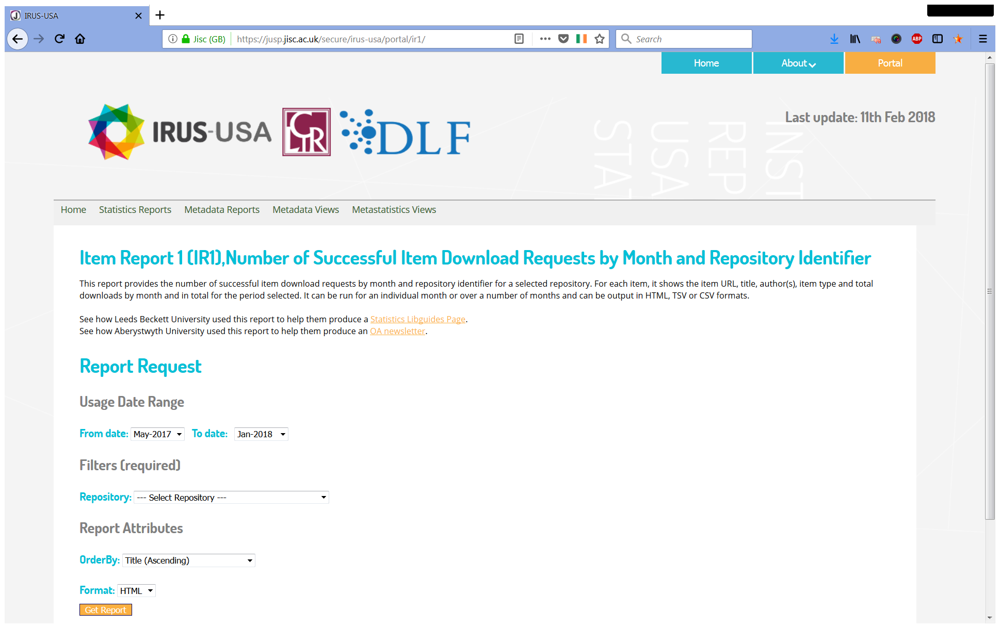 IRUS-USA
Jisc (GB) https://jusp.jisc.ac.uk/secure/irus-usa/portal/ir1/ Search ABP
Home About Portal
IRUS-USA CLIR DLF
Last update: 11th Feb 2018
INST
REP
USA
STAT
Home Statistics Reports Metadata Reports Metadata Views Metastatistics Views
Item Report 1 (IR1),Number of Successful Item Download Requests by Month and Repository Identifier
This report provides the number of successful item download requests by month and repository identifier for a selected repository. For each item, it shows the item URL, title, author(s), item type and total
downloads by month and in total for the period selected. It can be run for an individual month or over a number of months and can be output in HTML, TSV or CSV formats.
See how Leeds Beckett University used this report to help them produce a Statistics Libguides Page.
See how Aberystwyth University used this report to help them produce an OA newsletter.
Report Request
Usage Date Range
From date: May-2017 To date: Jan-2018
Filters (required)
Repository: --- Select Repository ---
Report Attributes
OrderBy: Title (Ascending)
Format: HTML
Get Report